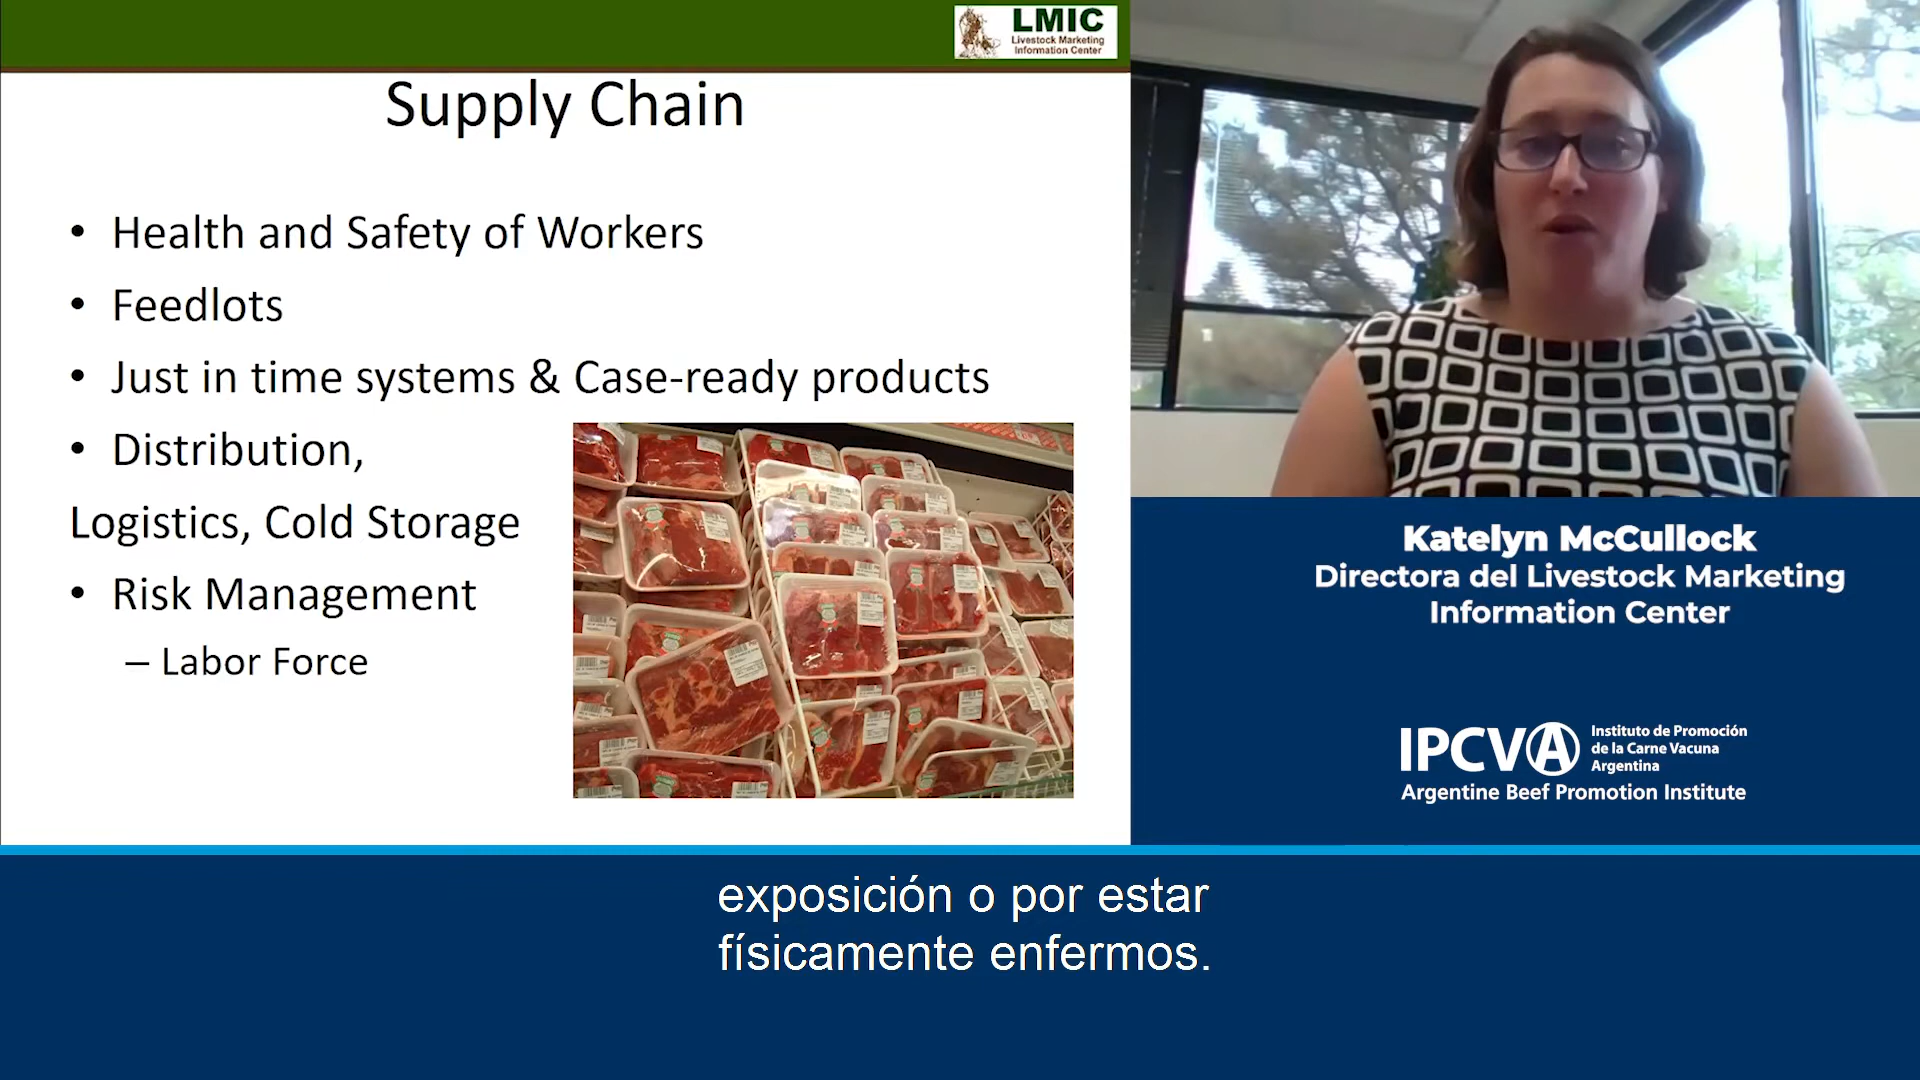 LMIC
Livestock Marketing
Information Center
Supply Chain
• Health and Safety of Workers
• Feedlots
• Just in time systems & Case-ready products
• Distribution,
Logistics, Cold Storage
• Risk Management
– Labor Force
Katelyn McCullock
Directora del Livestock Marketing
Information Center
IPCVA
Instituto de Promoción
de la Carne Vacuna
Argentina
Argentine Beef Promotion Institute
exposición o por estar
físicamente enfermos.